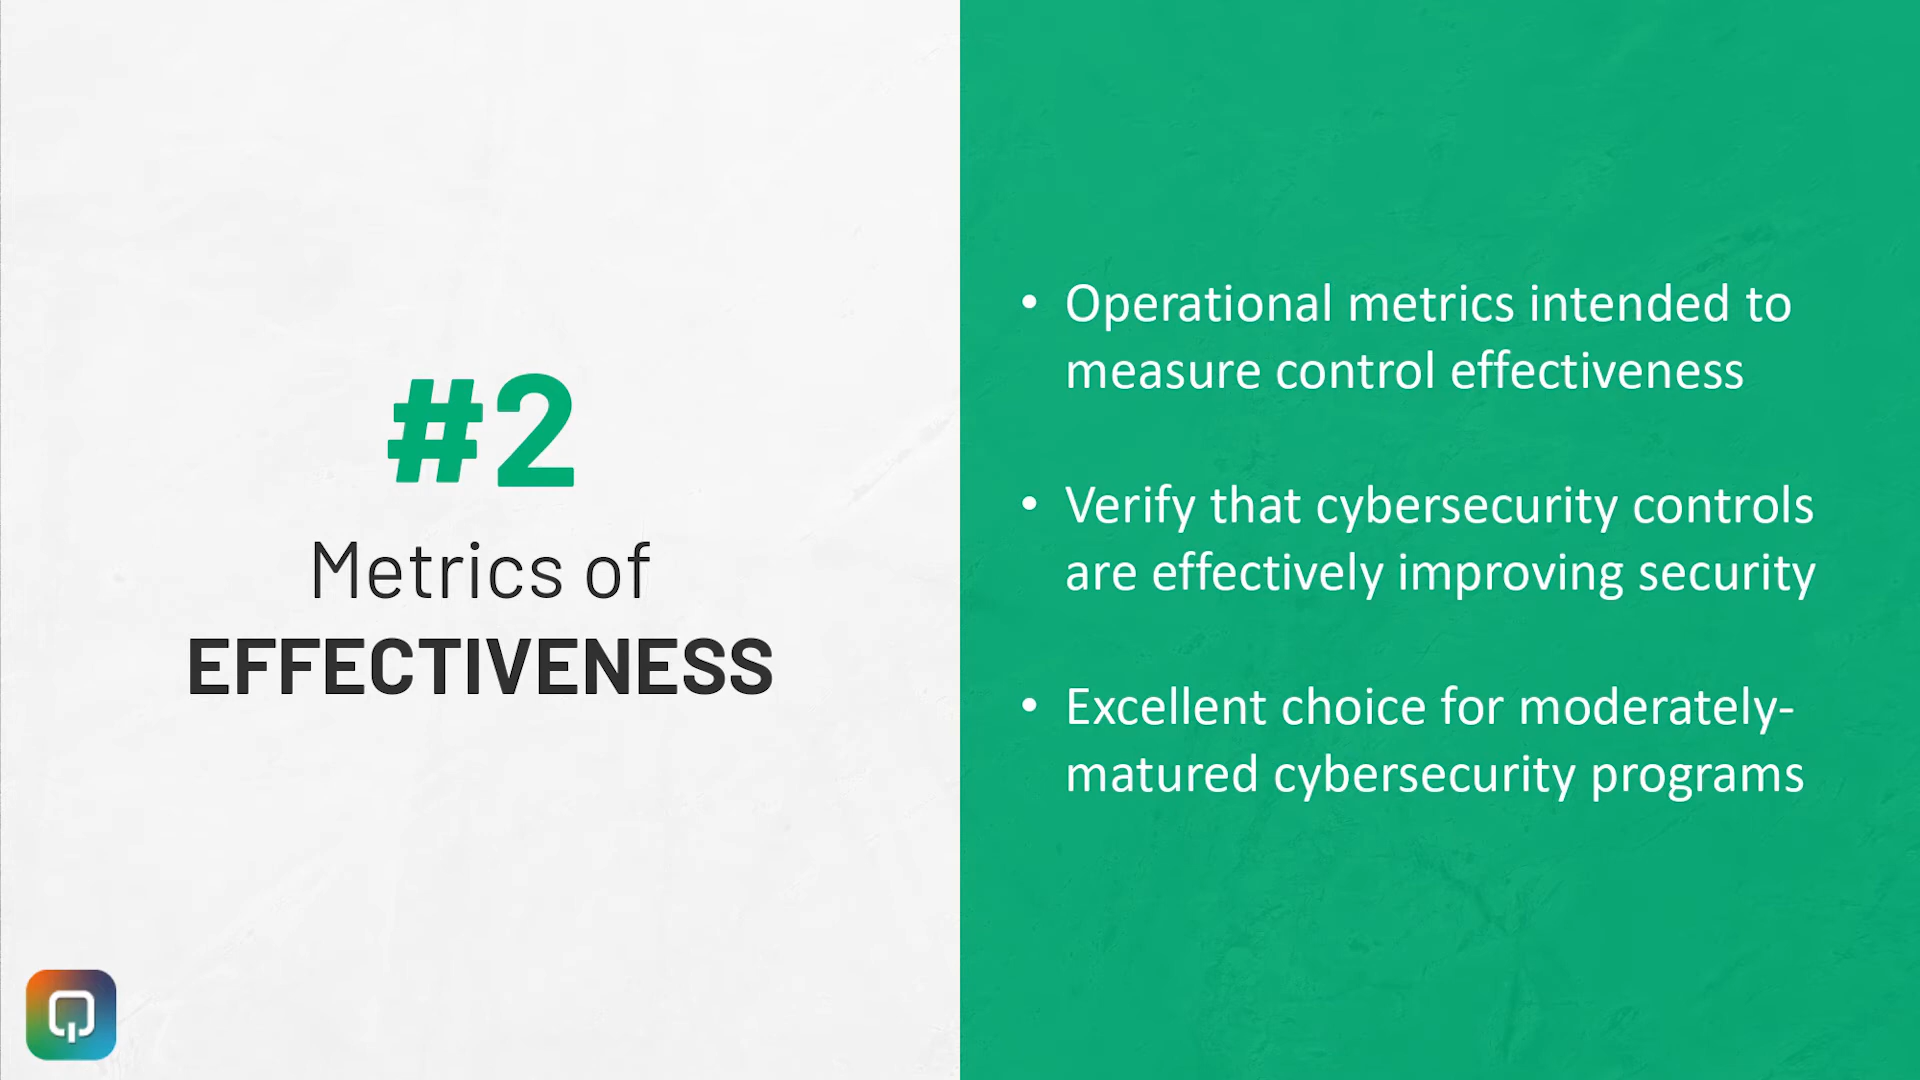 #2
Metrics of
EFFECTIVENESS
• Operational metrics intended to
measure control effectiveness
• Verify that cybersecurity controls
are effectively improving security
• Excellent choice for moderately-
matured cybersecurity programs